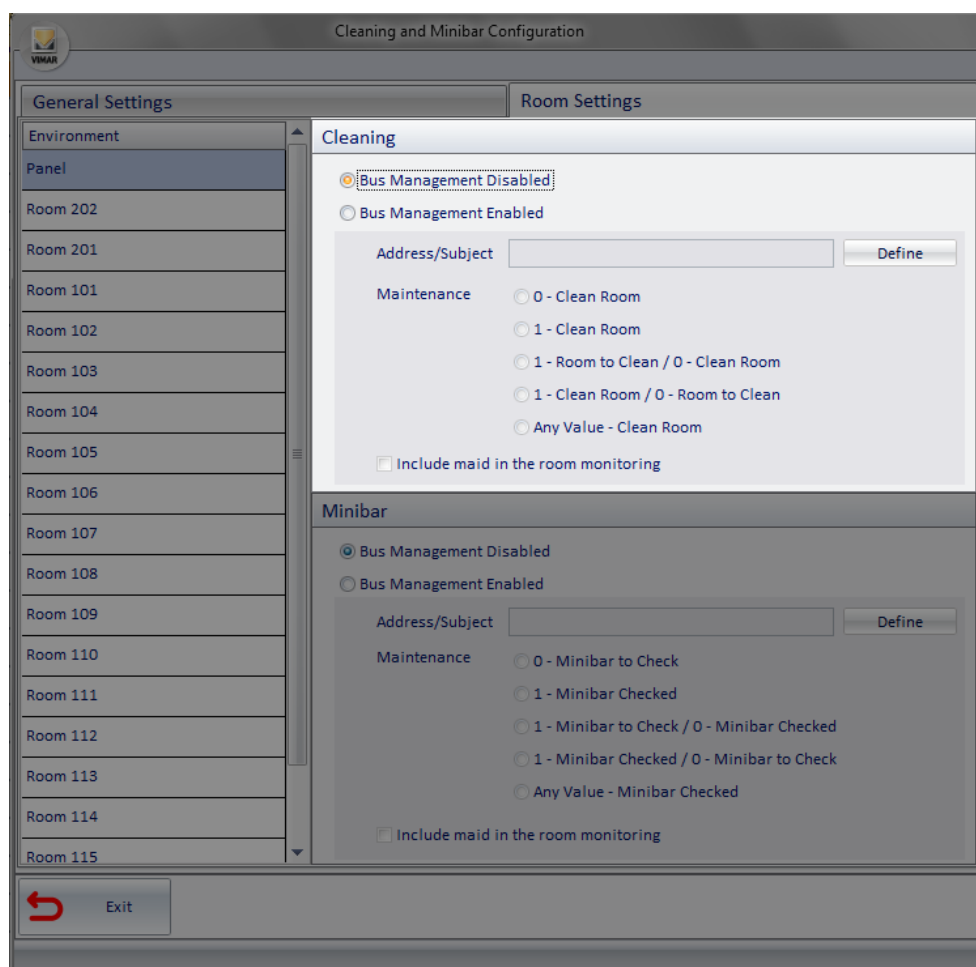 Cleaning and Minibar Configuration
VIMAR
General Settings
Room Settings
Environment
Panel
Room 202
Room 201
Room 101
Room 102
Room 103
Room 104
Room 105
Room 106
Room 107
Room 108
Room 109
Room 110
Room 111
Room 112
Room 113
Room 114
Room 115
Cleaning
Bus Management Disabled
Bus Management Enabled
Address/Subject
Define
Maintenance
0 - Clean Room
1 - Clean Room
1 - Room to Clean / 0 - Clean Room
1 - Clean Room / 0 - Room to Clean
Any Value - Clean Room
Include maid in the room monitoring
Minibar
Bus Management Disabled
Bus Management Enabled
Address/Subject
Define
Maintenance
0 - Minibar to Check
1 - Minibar Checked
1 - Minibar to Check / 0 - Minibar Checked
1 - Minibar Checked / 0 - Minibar to Check
Any Value - Minibar Checked
Include maid in the room monitoring
Exit